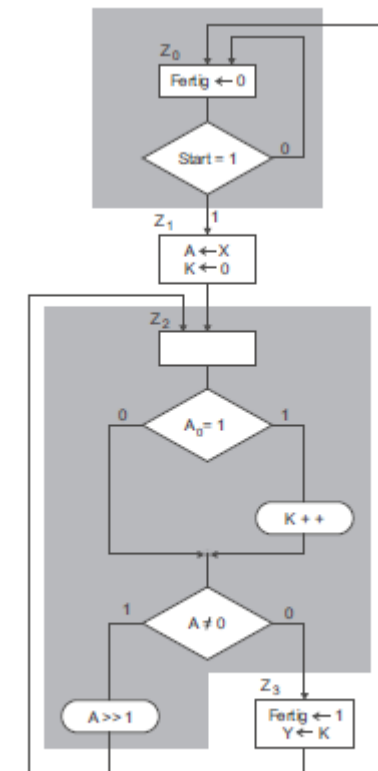 Z0
Fertig ← 0
Start = 1
0
1
Z1
A ← X
K ← 0
Z2
0
A0 = 1
1
K + +
1
A ≠ 0
0
Z3
A >> 1
Fertig ← 1
Y ← K